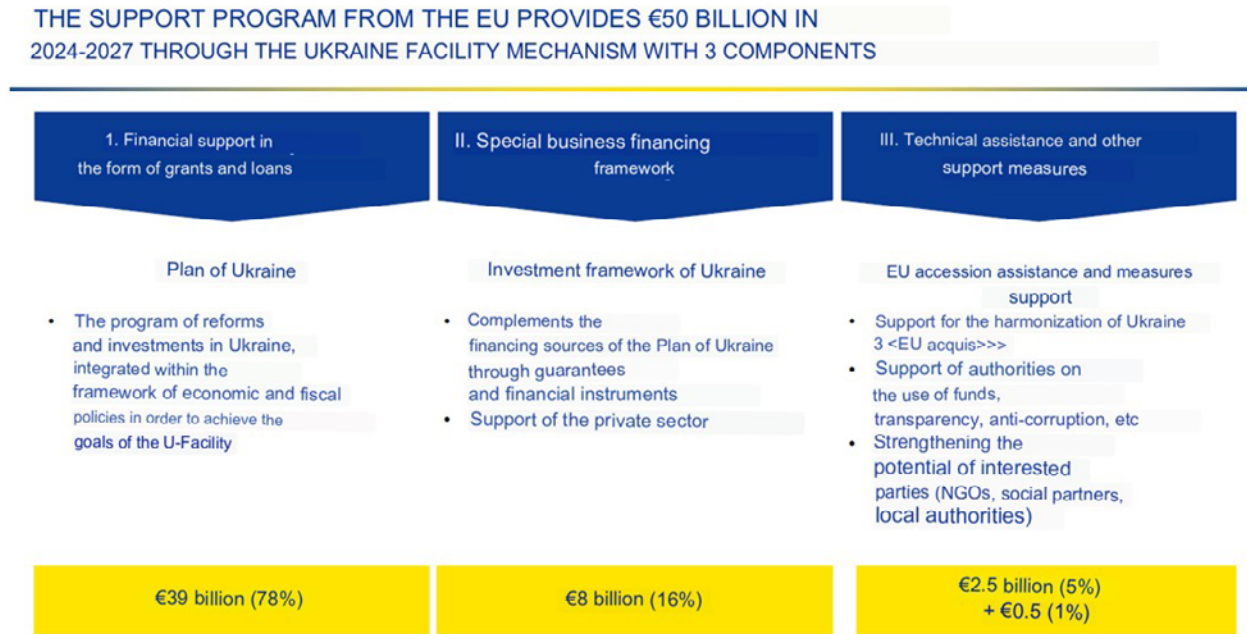 THE SUPPORT PROGRAM FROM THE EU PROVIDES €50 BILLION IN
2024-2027 THROUGH THE UKRAINE FACILITY MECHANISM WITH 3 COMPONENTS
1. Financial support in
the form of grants and loans
II. Special business financing
framework
III. Technical assistance and other
support measures
Plan of Ukraine
• The program of reforms
and investments in Ukraine,
integrated within the
framework of economic and fiscal
policies in order to achieve the
goals of the U-Facility
Investment framework of Ukraine
• Complements the
financing sources of the Plan of Ukraine
through guarantees
and financial instruments
• Support of the private sector
EU accession assistance and measures
support
• Support for the harmonization of Ukraine
3 <EU acquis>>>
• Support of authorities on
the use of funds,
transparency, anti-corruption, etc
• Strengthening the
potential of interested
parties (NGOs, social partners,
local authorities)
€39 billion (78%)
€8 billion (16%)
€2.5 billion (5%)
+ €0.5 (1%)